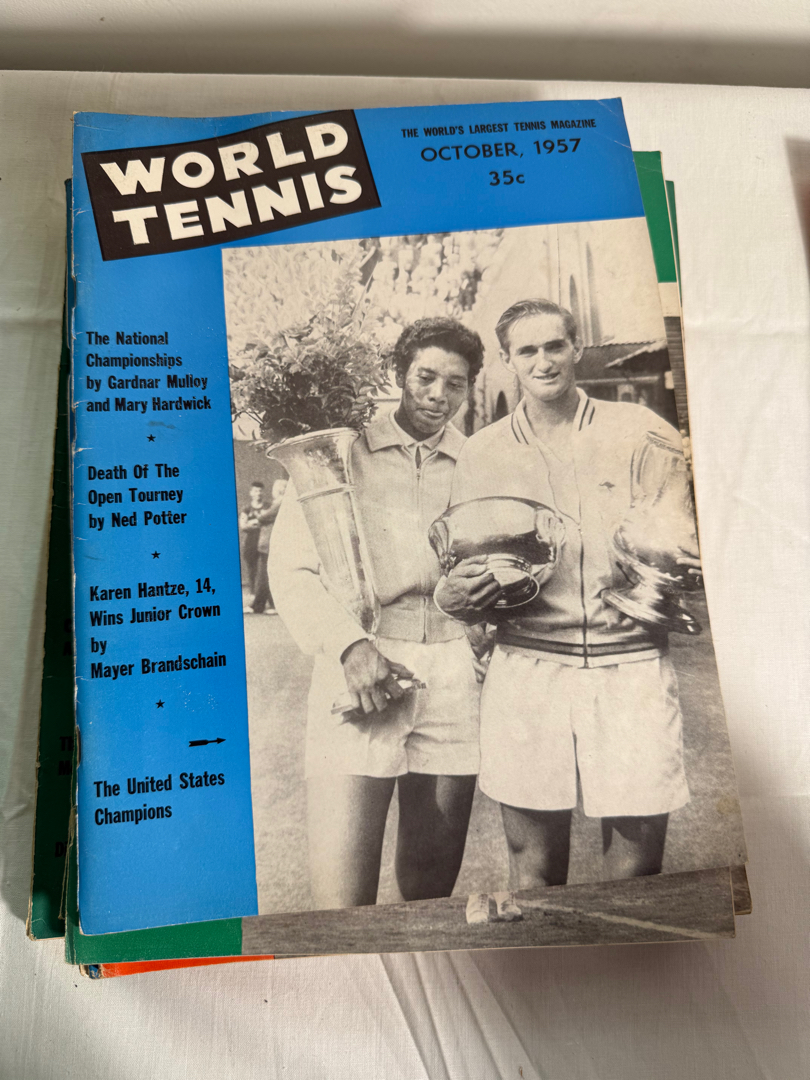 WORLD
TENNIS
THE WORLD'S LARGEST TENNIS MAGAZINE
OCTOBER, 1957
35c
The National
Championships
by Gardnar Mulloy
and Mary Hardwick
★
Death Of The
Open Tourney
by Ned Potter
★
Karen Hantze, 14,
Wins Junior Crown
by
Mayer Brandschain
★
The United States
Champions